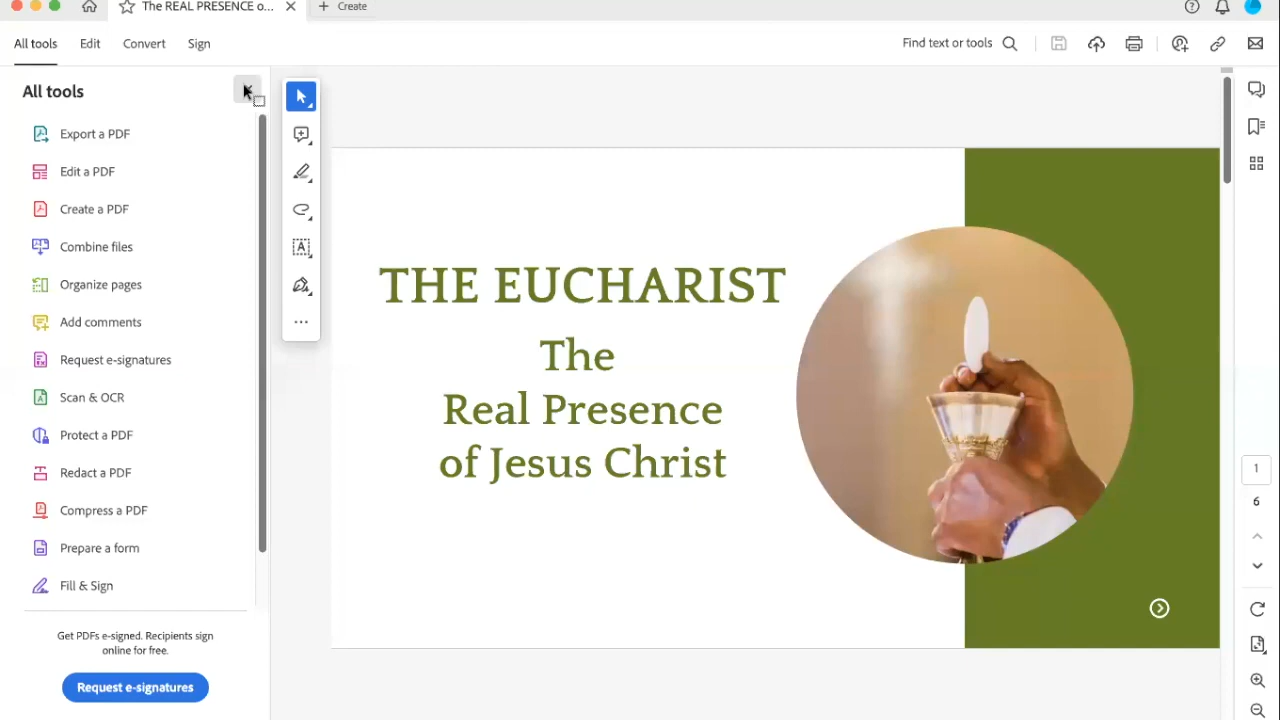 The REAL PRESENCE o...
Create
All tools
Edit
Convert
Sign
Find text or tools
All tools
Export a PDF
Edit a PDF
Create a PDF
Combine files
Organize pages
Add comments
Request e-signatures
Scan & OCR
Protect a PDF
Redact a PDF
Compress a PDF
Prepare a form
Fill & Sign
Get PDFs e-signed. Recipients sign
online for free.
Request e-signatures
THE EUCHARIST
The
Real Presence
of Jesus Christ
1
6